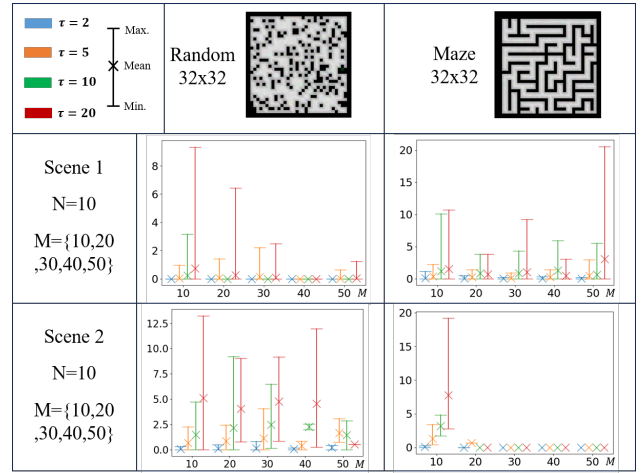 τ = 2
τ = 5
τ = 10
τ = 20
Max.
Mean
Min.
Random
32x32
Maze
32x32
Scene 1
N=10
M={10,20
,30,40,50}
8
6
4
2
0
10 20 30 40 50 M
20
15
10
5
0
10 20 30 40 50 M
Scene 2
N=10
M={10,20
,30,40,50}
12.5
10.0
7.5
5.0
2.5
0.0
10 20 30 40 50 M
20
15
10
5
0
10 20 30 40 50 M